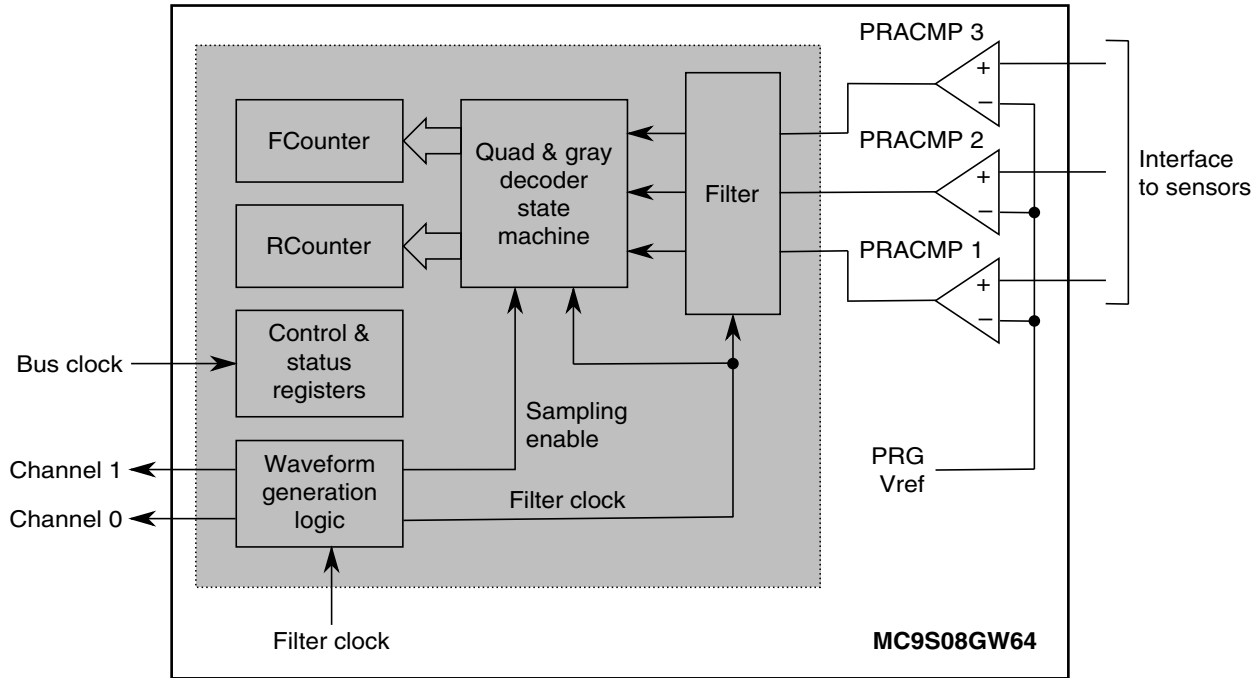 PRACMP 3
+
−
FCounter
Quad & gray
decoder
state
machine
Filter
PRACMP 2
+
−
Interface
to sensors
RCounter
PRACMP 1
+
−
Control &
status
registers
Bus clock
Sampling
enable
Channel 1
Channel 0
Waveform
generation
logic
Filter clock
PRG
Vref
Filter clock
MC9S08GW64